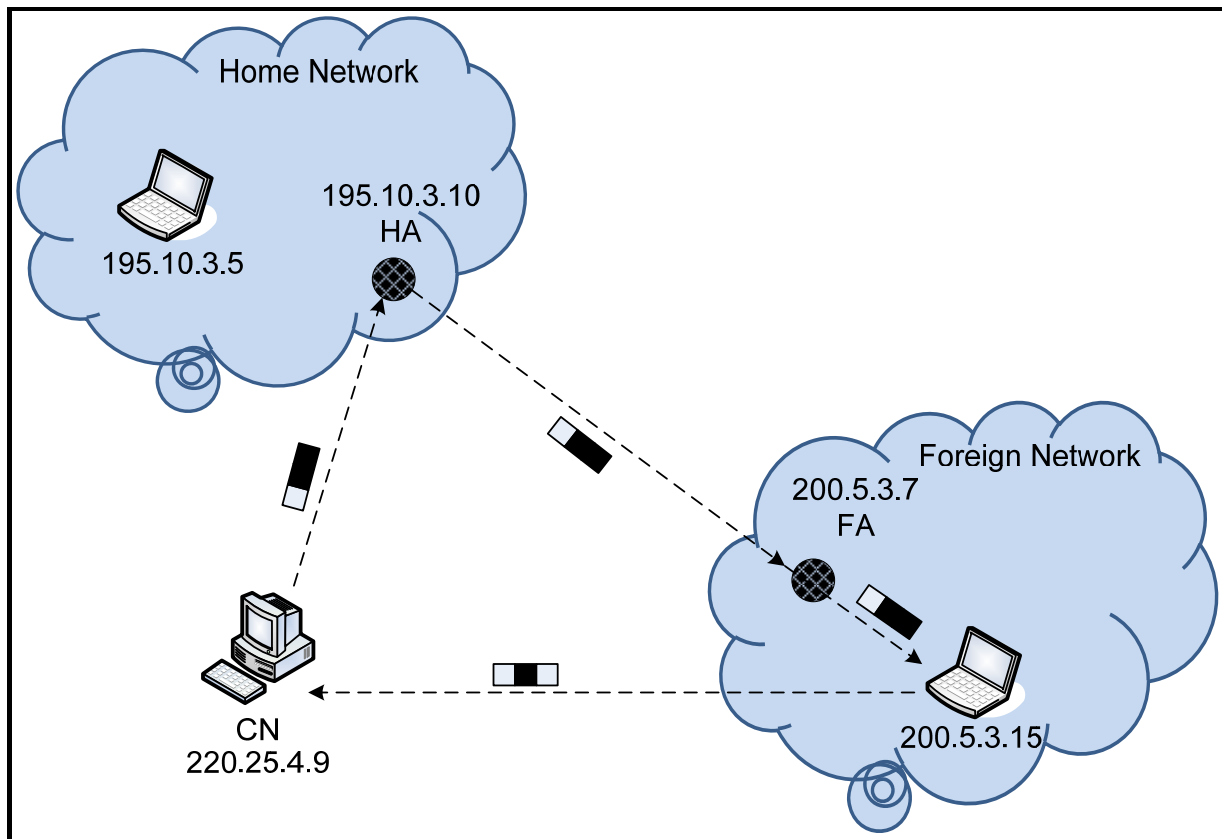 Home Network
195.10.3.10
HA
195.10.3.5
Foreign Network
200.5.3.7
FA
CN
220.25.4.9
200.5.3.15